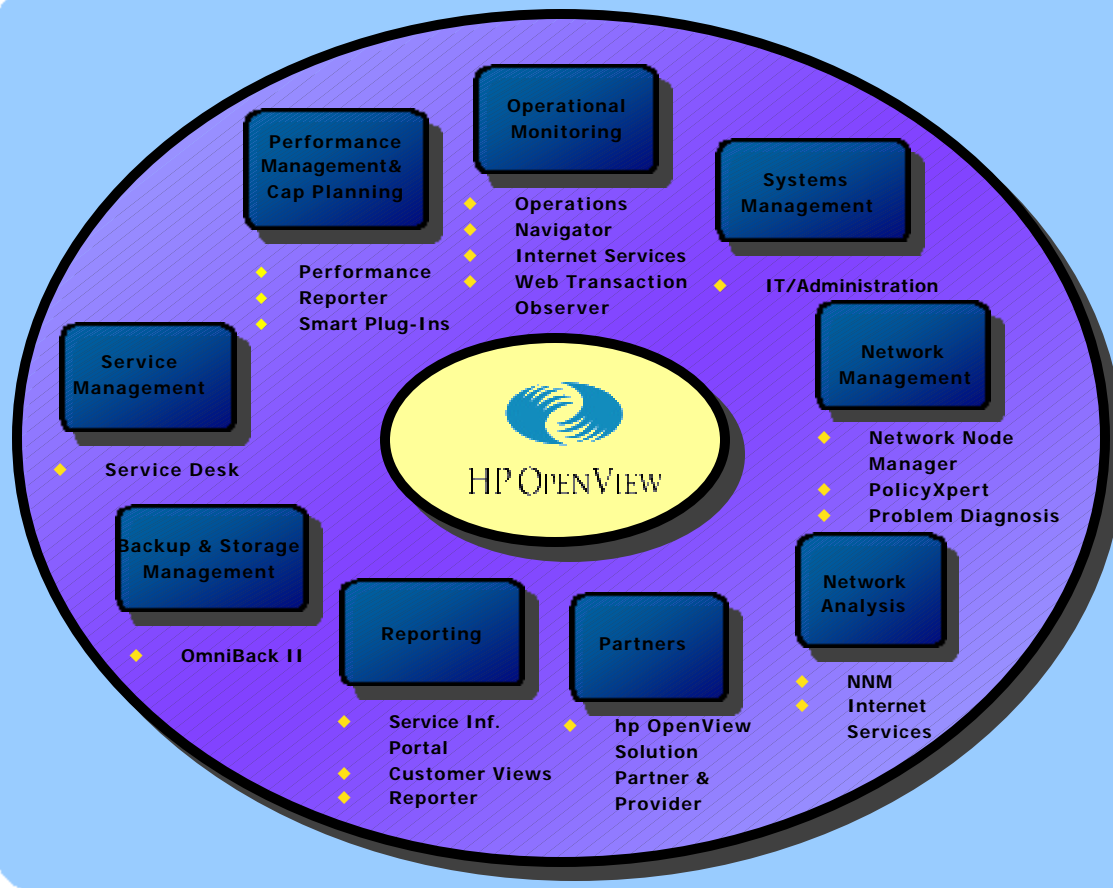 Operational
Monitoring
Operations
Navigator
Internet Services
Web Transaction
Observer
Performance
Management&
Cap Planning
Performance
Reporter
Smart Plug-Ins
Systems
Management
IT/Administration
Service
Management
Service Desk
HP OPENVIEW
Network
Management
Network Node
Manager
PolicyXpert
Problem Diagnosis
Backup & Storage
Management
OmniBack II
Reporting
Service Inf.
Portal
Customer Views
Reporter
Partners
hp OpenView
Solution
Partner &
Provider
Network
Analysis
NNM
Internet
Services